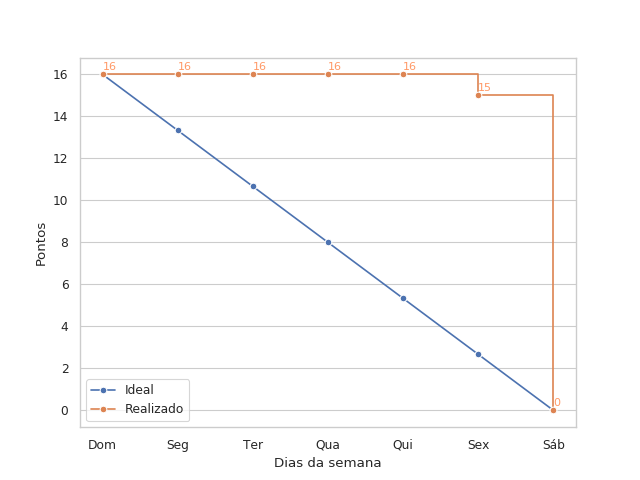 16 16 16 16 16
15
0
16
14
12
10
8
6
4
2
0
Pontos
Ideal
Realizado
Dom Seg Ter Qua Qui Sex Sáb
Dias da semana